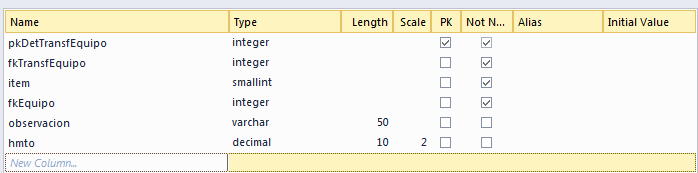 Name Type Length Scale PK Not N... Alias Initial Value
pkDetTransfEquipo integer
fkTransfEquipo integer
item smallint
fkEquipo integer
observacion varchar 50
hmto decimal 10 2
New Column...